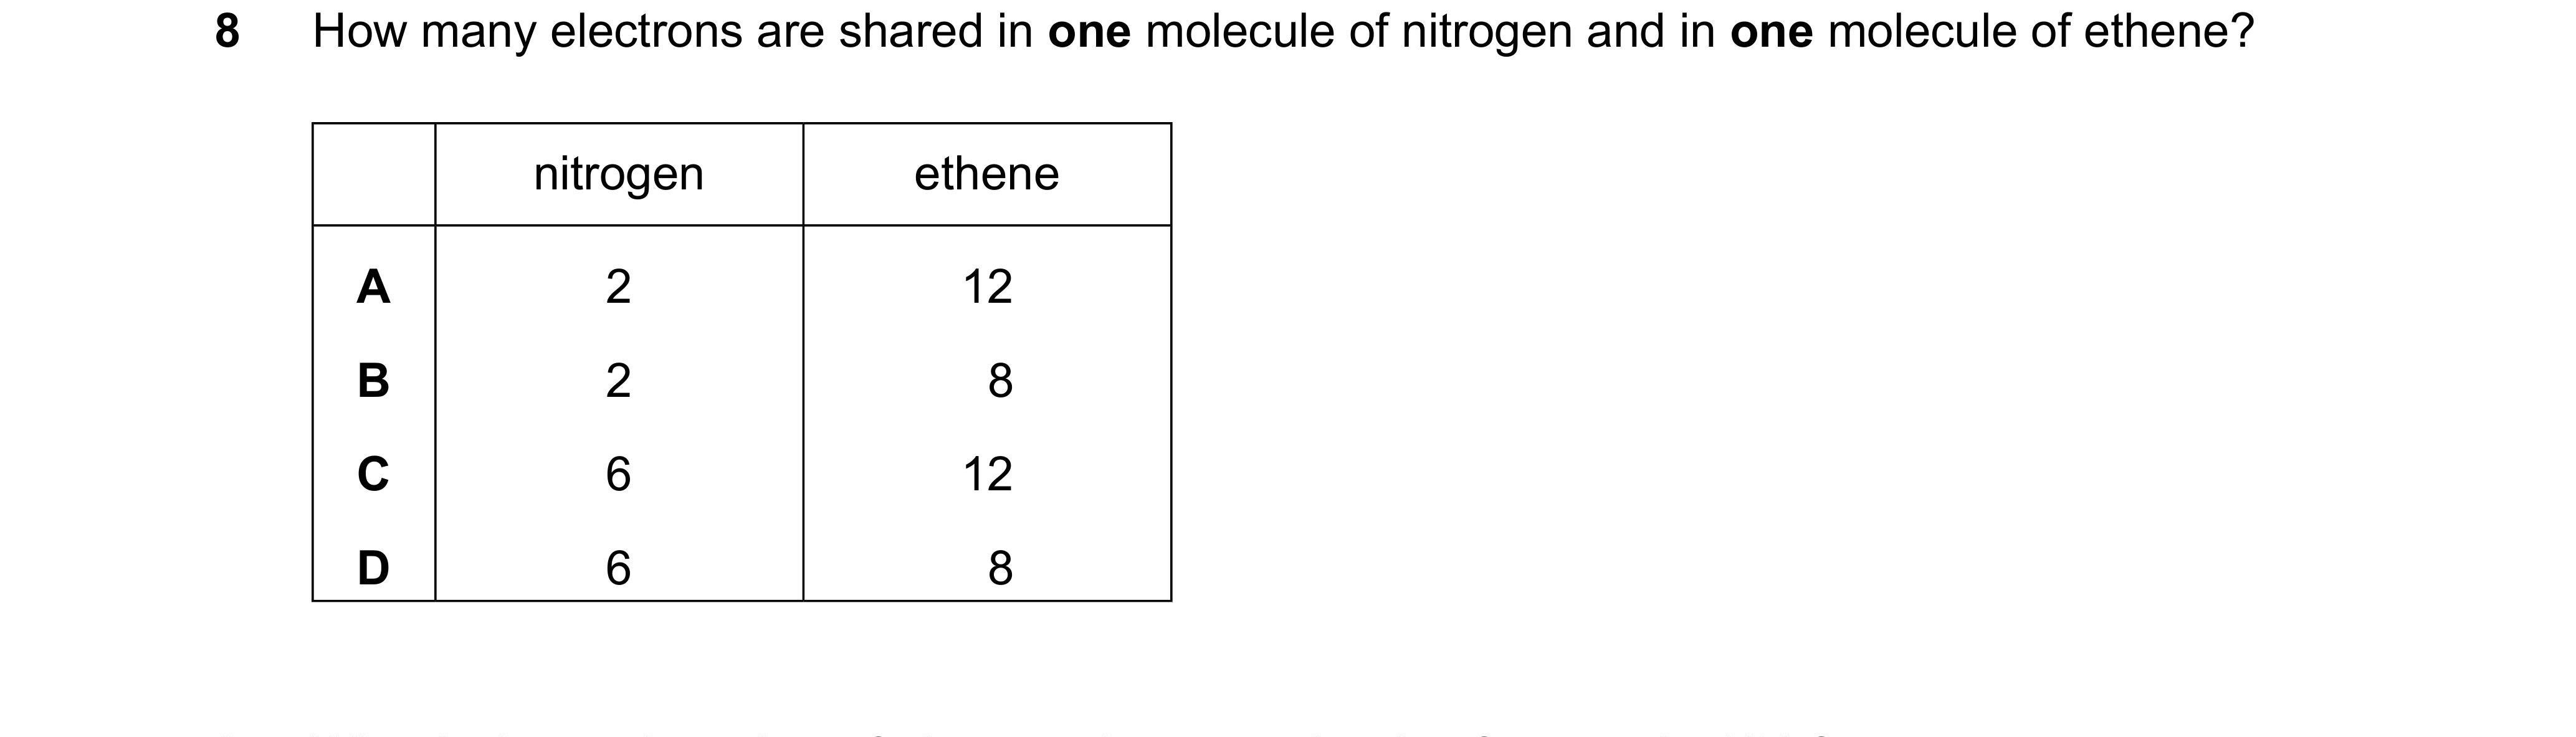 8 How many electrons are shared in one molecule of nitrogen and in one molecule of ethene?
nitrogen ethene
A 2 12
B 2 8
C 6 12
D 6 8